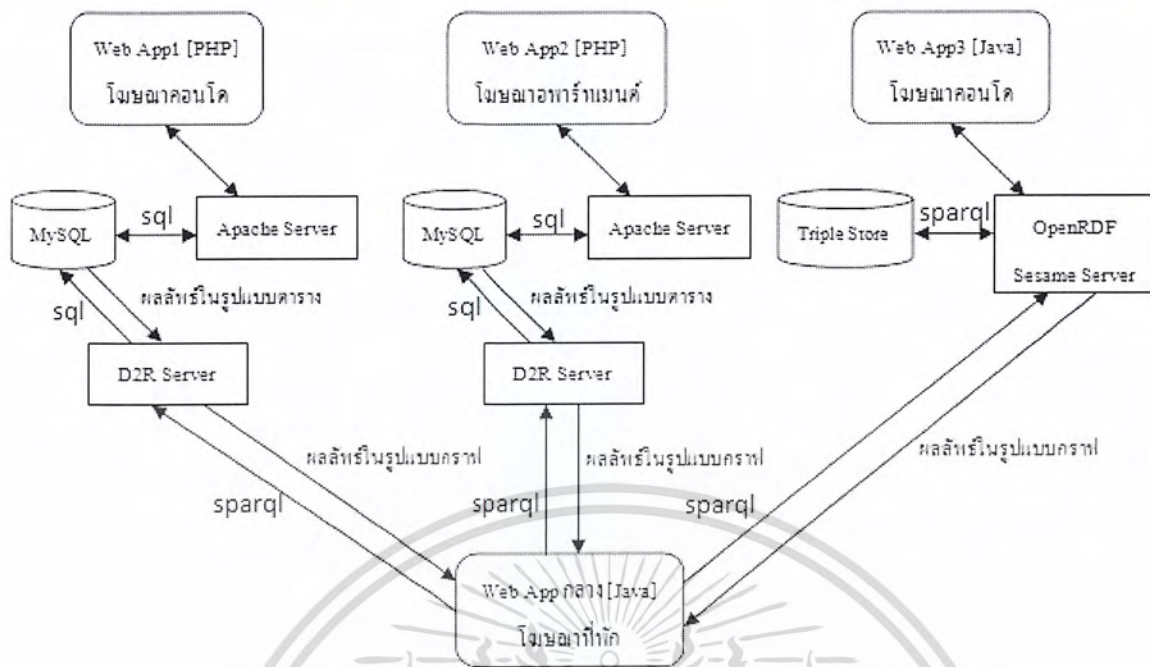 Web App1 [PHP]
โฆษณาคอนโด
Web App2 [PHP]
โฆษณาอพาร์ทเมนต์
Web App3 [Java]
โฆษณาคอนโด
MySQL
sql
Apache Server
MySQL
sql
Apache Server
Triple Store
sparql
OpenRDF
Sesame Server
sql
ผลลัพธ์ในรูปแบบตาราง
sql
ผลลัพธ์ในรูปแบบตาราง
D2R Server
D2R Server
ผลลัพธ์ในรูปแบบกราฟ
ผลลัพธ์ในรูปแบบกราฟ
ผลลัพธ์ในรูปแบบกราฟ
sparql
sparql
sparql
Web App กลาง [Java]
โฆษณาที่พัก